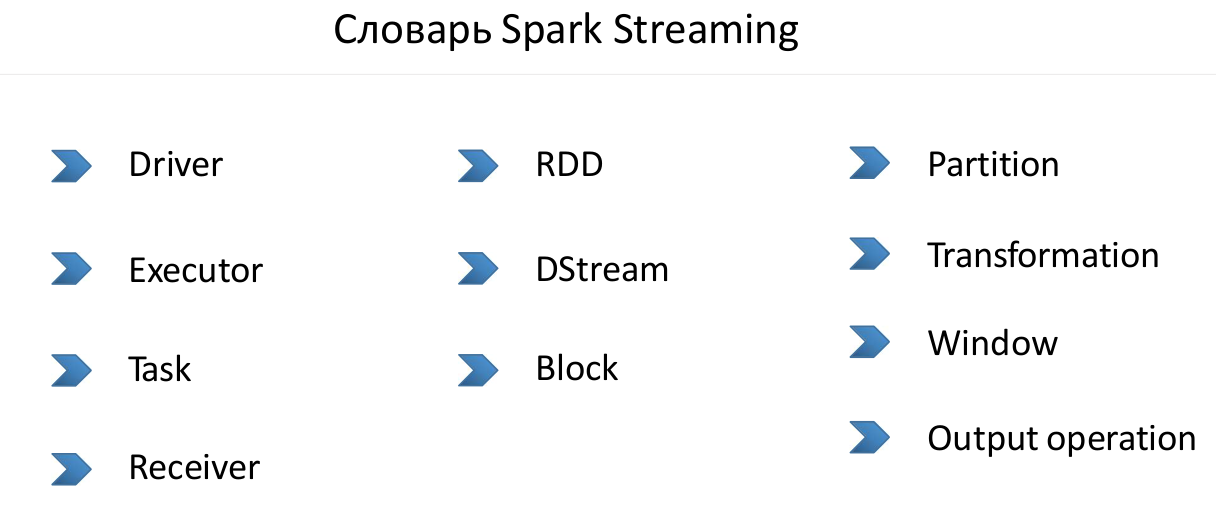 Словарь Spark Streaming
Driver
Executor
Task
Receiver
RDD
DStream
Block
Partition
Transformation
Window
Output operation